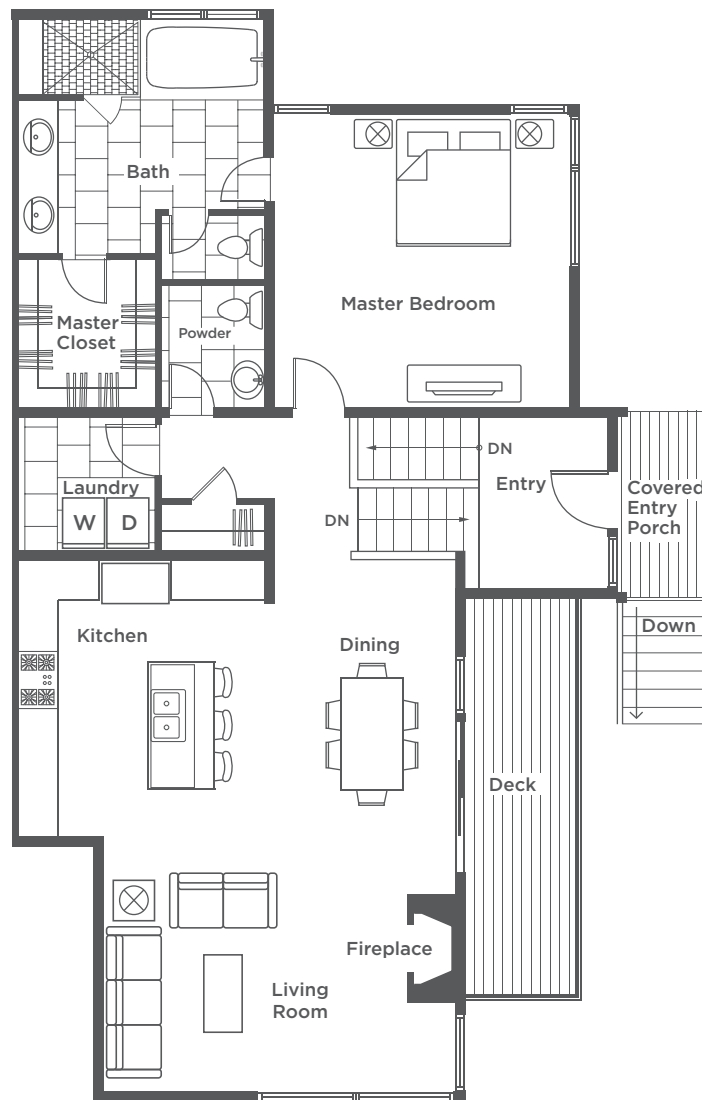 Bath
Master Bedroom
Master
Closet
Powder
DN
Entry
Laundry
Covered
Entry
Porch
W
D
DN
Down
Kitchen
Dining
Deck
Fireplace
Living
Room